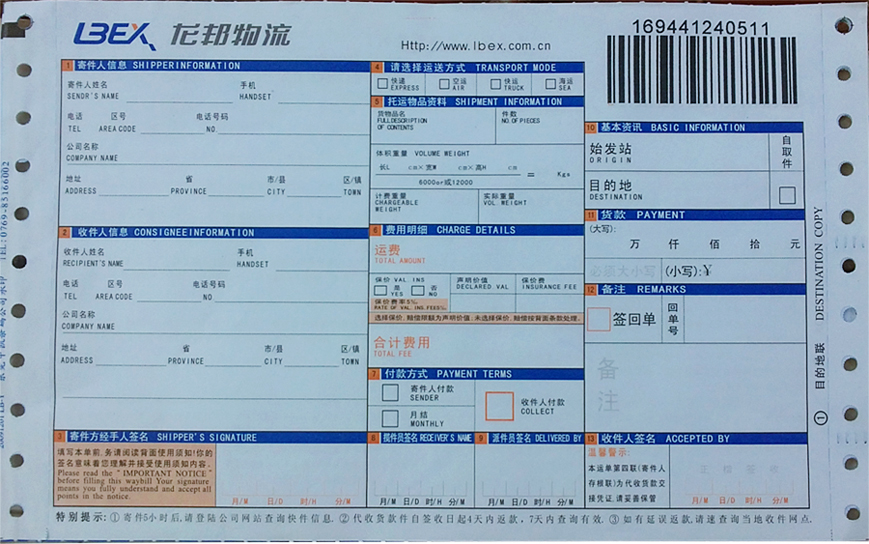 LBEX 龙邦物流
Http://www.lbex.com.cn
169441240511
1 寄件人信息 SHIPPERINFORMATION
寄件人姓名 手机
SENDR'S NAME HANDSET
电话 区号 电话号码
TEL AREA CODE NO.
公司名称
COMPANY NAME
地址 省 市/县 区/镇
ADDRESS PROVINCE CITY TOWN
2 收件人信息 CONSIGNEEINFORMATION
收件人姓名 手机
RECIPIENT'S NAME HANDSET
电话 区号 电话号码
TEL AREA CODE NO.
公司名称
COMPANY NAME
地址 省 市/县 区/镇
ADDRESS PROVINCE CITY TOWN
3 寄件方经手人签名 SHIPPER'S SIGNATURE
填写本单前,务请阅读背面使用须知!你的
签名意味着您理解并接受使用须知内容.
Please read the "IMPORTANT NOTICE"
before filling this waybill Your signature
means you fully understand and accept all
points in the notice.
月/M 日/D 时/H 分/M
4 请选择运送方式 TRANSPORT MODE
快递 空运 快运 海运
EXPRESS AIR TRUCK SEA
5 托运物品资料 SHIPMENT INFORMATION
货物品名 件数
FULL DESCRIPTION NO. OF PIECES
OF CONTENTS
体积重量 VOLUME WEIGHT
长L cm×宽W cm×高H cm
6000or或12000 = Kgs
计费重量 实际重量
CHARGEABLE VOL. WEIGHT
WEIGHT
6 费用明细 CHARGE DETAILS
运费
TOTAL AMOUNT
保价 VAL INS 声明价值 保价费
是 否 DECLARED VAL INSURANCE FEE
YES NO
保价费率5‰
RATE OF VAL. INS. FEE5‰
选择保价,赔偿限额为声明价值,未选择保价,赔偿按背面条款处理.
合计费用
TOTAL FEE
7 付款方式 PAYMENT TERMS
寄件人付款
SENDER
收件人付款
COLLECT
月结
MONTHLY
8 揽件员签名 RECEIVER'S NAME
月/M 日/D 时/H 分/M
9 派件员签名 DELIVERED BY
月/M 日/D 时/H 分/M
10 基本资讯 BASIC INFORMATION
始发站
ORIGIN
目的地
DESTINATION
自取件
11 货款 PAYMENT
(大写):
万 仟 佰 拾 元
必须大小写 (小写):¥
12 备注 REMARKS
签回单
回单号
备注
13 收件人签名 ACCEPTED BY
温馨警示:
本运单第四联(寄件人
存根联)为代收货款交
接凭证,请妥善保管
正楷签收
月/M 日/D 时/H 分/M
特别提示: ① 寄件5小时后,请登陆公司网站查询快件信息. ② 代收货款件自签收日起4天内返款, 7天内查询有效. ③ 如有延误返款,请速查询当地收件网点.
① 目的地联 DESTINATION COPY
TEL:0769-83166002